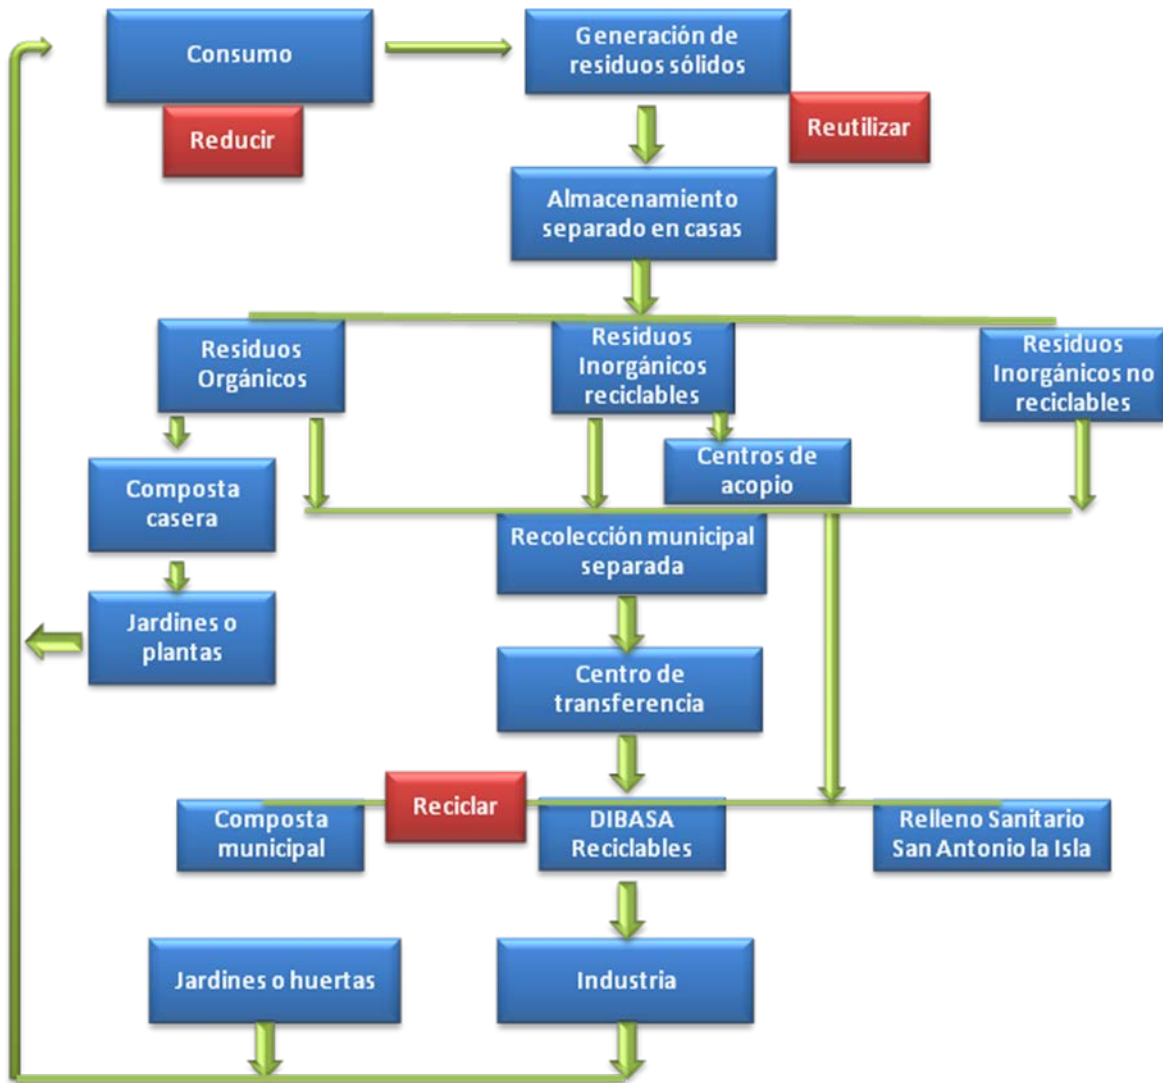 Consumo
Generación de
residuos sólidos
Reducir
Reutilizar
Almacenamiento
separado en casas
Residuos
Orgánicos
Residuos
Inorgánicos
reciclables
Residuos
Inorgánicos no
reciclables
Centros de
acopio
Composta
casera
Recolección municipal
separada
Jardines o
plantas
Centro de
transferencia
Reciclar
Composta
municipal
DIBASA
Reciclables
Relleno Sanitario
San Antonio la Isla
Jardines o huertas
Industria